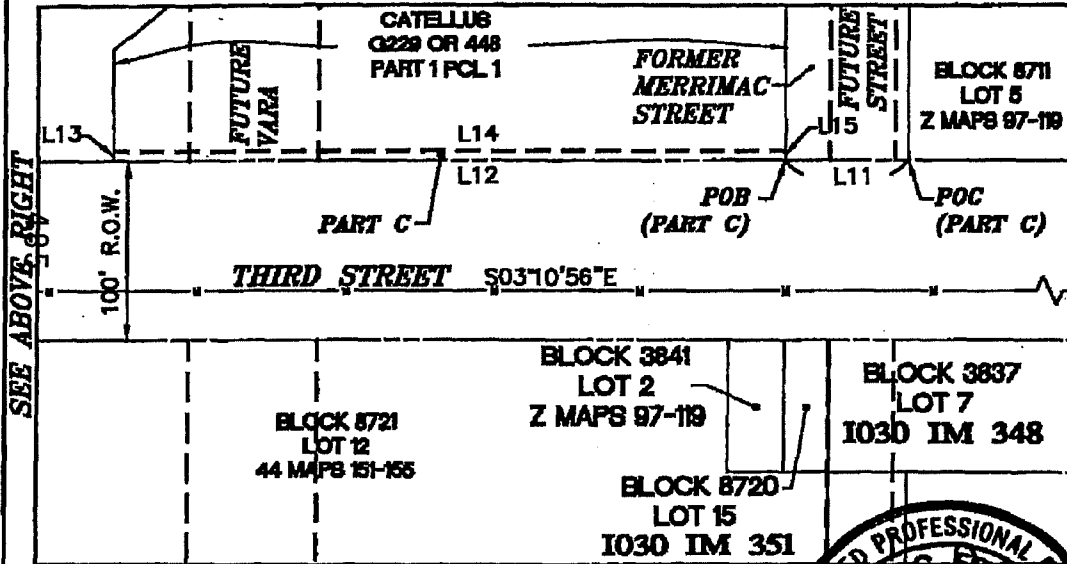 CATELLUS
G229 OR 448
PART 1 PCL 1
FUTURE
VARA
FORMER
MERRIMAC
STREET
FUTURE
STREET
BLOCK 8711
LOT 5
Z MAPS 97-119
L13
L14
L15
L12
L11
PART C
POB
(PART C)
POC
(PART C)
SEE ABOVE RIGHT
100' R.O.W.
THIRD STREET S03°10'56"E
BLOCK 3841
LOT 2
Z MAPS 97-119
BLOCK 3837
LOT 7
I030 IM 348
BLOCK 8721
LOT 12
44 MAPS 151-155
BLOCK 8720
LOT 15
I030 IM 351
PROFESSIONAL